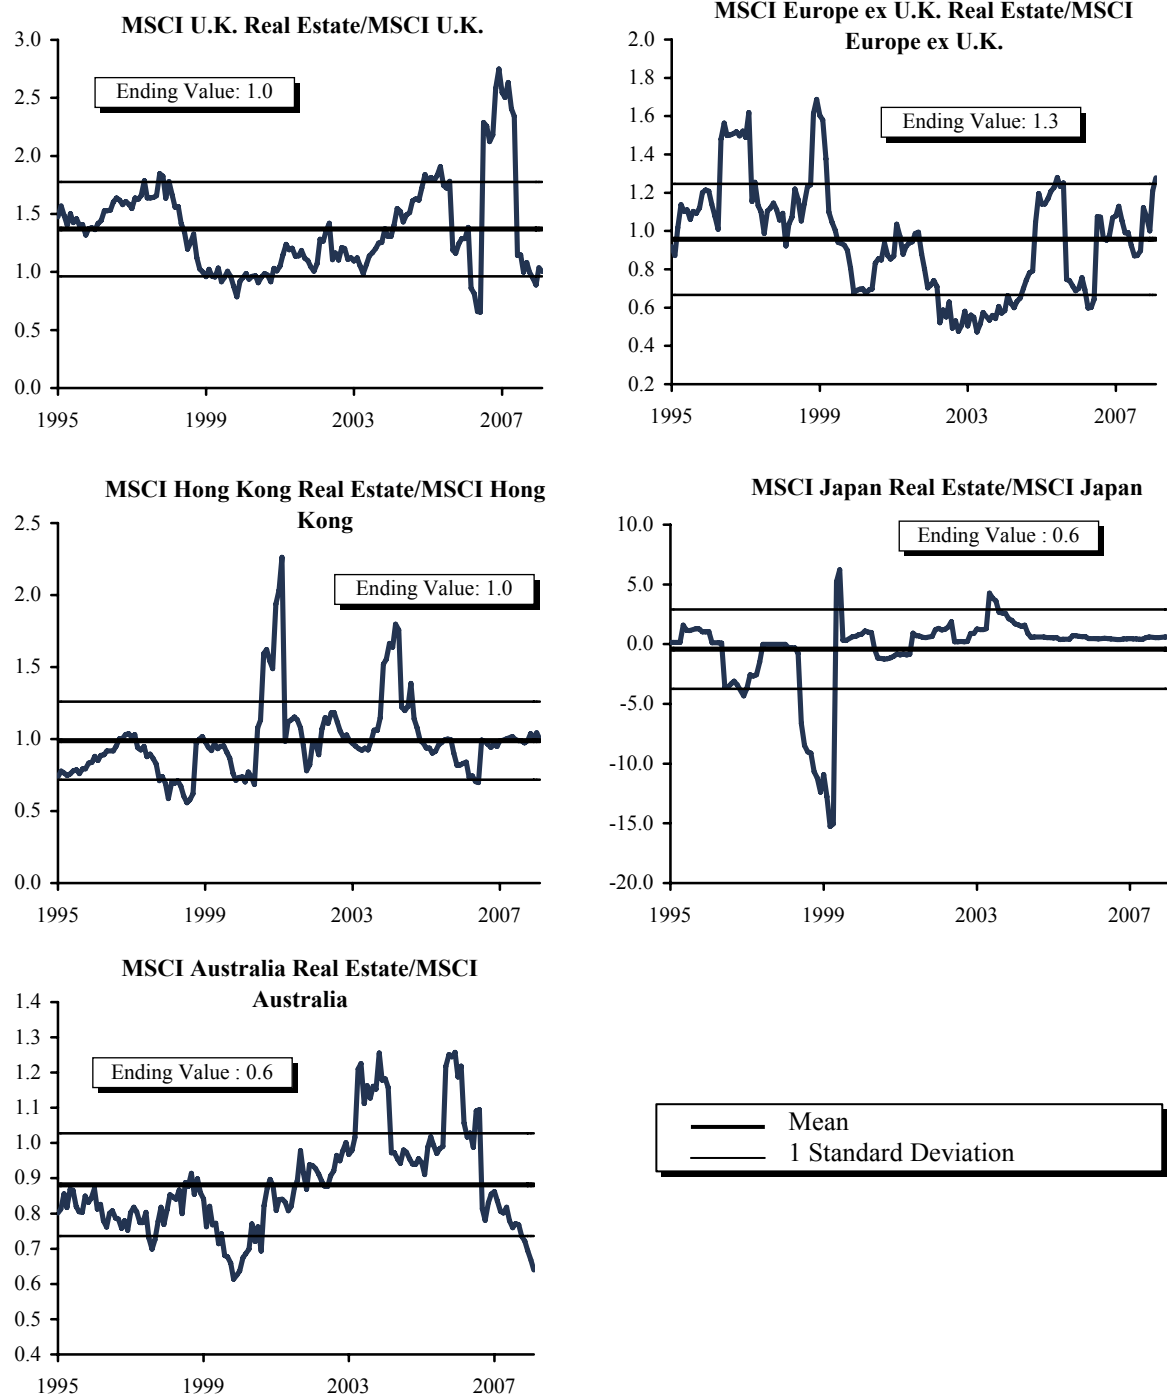 MSCI U.K. Real Estate/MSCI U.K.
3.0
2.5
2.0
1.5
1.0
0.5
0.0
Ending Value: 1.0
1995 1999 2003 2007
MSCI Europe ex U.K. Real Estate/MSCI
Europe ex U.K.
2.0
1.8
1.6
1.4
1.2
1.0
0.8
0.6
0.4
0.2
Ending Value: 1.3
1995 1999 2003 2007
MSCI Hong Kong Real Estate/MSCI Hong
Kong
2.5
2.0
1.5
1.0
0.5
0.0
Ending Value: 1.0
1995 1999 2003 2007
MSCI Japan Real Estate/MSCI Japan
10.0
5.0
0.0
-5.0
-10.0
-15.0
-20.0
Ending Value : 0.6
1995 1999 2003 2007
MSCI Australia Real Estate/MSCI
Australia
1.4
1.3
1.2
1.1
1.0
0.9
0.8
0.7
0.6
0.5
0.4
Ending Value : 0.6
1995 1999 2003 2007
Mean
1 Standard Deviation